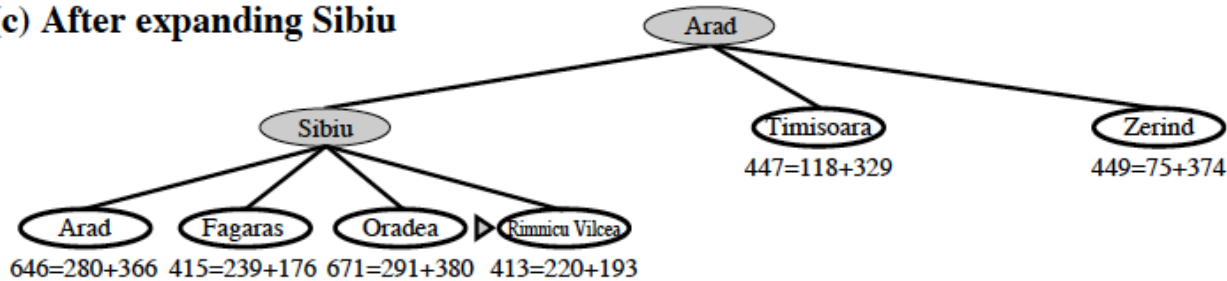 (c) After expanding Sibiu
Arad
Sibiu
Timisoara
Zerind
447=118+329
449=75+374
Arad
Fagaras
Oradea
Rimnicu Vilcea
646=280+366
415=239+176
671=291+380
413=220+193